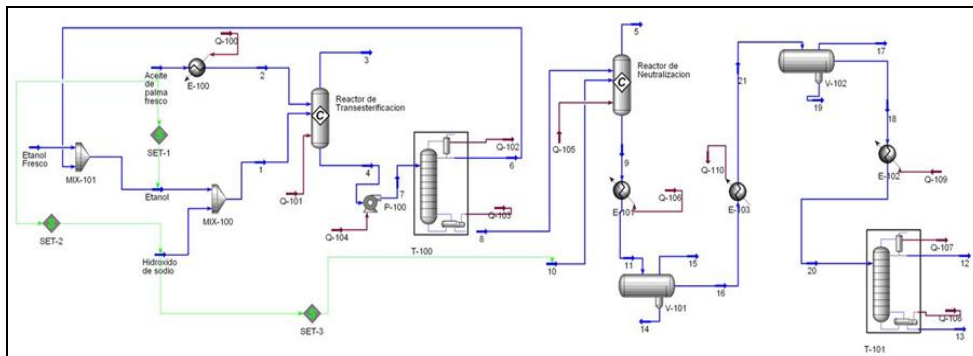 Q-100
Aceite
de palma
fresco
E-100
2
3
Reactor de
Transesterificacion
C
S
SET-1
Etanol
Fresco
MIX-101
Etanol
MIX-100
1
Q-101
4
P-100
Q-104
7
Q-102
6
Q-103
8
T-100
S
SET-2
Hidroxido
de sodio
S
SET-3
10
5
Reactor de
Neutralizacion
C
Q-105
9
E-101
Q-106
11
15
V-101
14
16
Q-110
E-103
21
17
V-102
19
18
E-102
Q-109
20
Q-107
12
Q-108
13
T-101